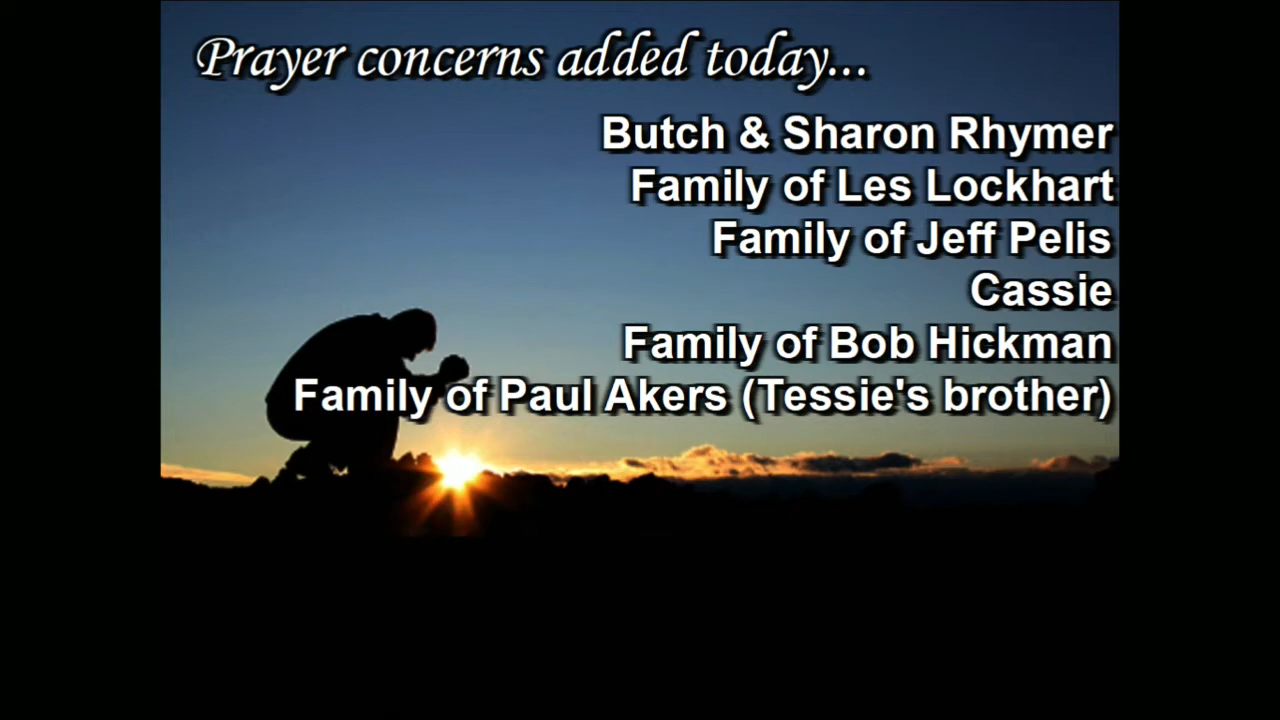 Prayer concerns added today...
Butch & Sharon Rhymer
Family of Les Lockhart
Family of Jeff Pelis
Cassie
Family of Bob Hickman
Family of Paul Akers (Tessie's brother)